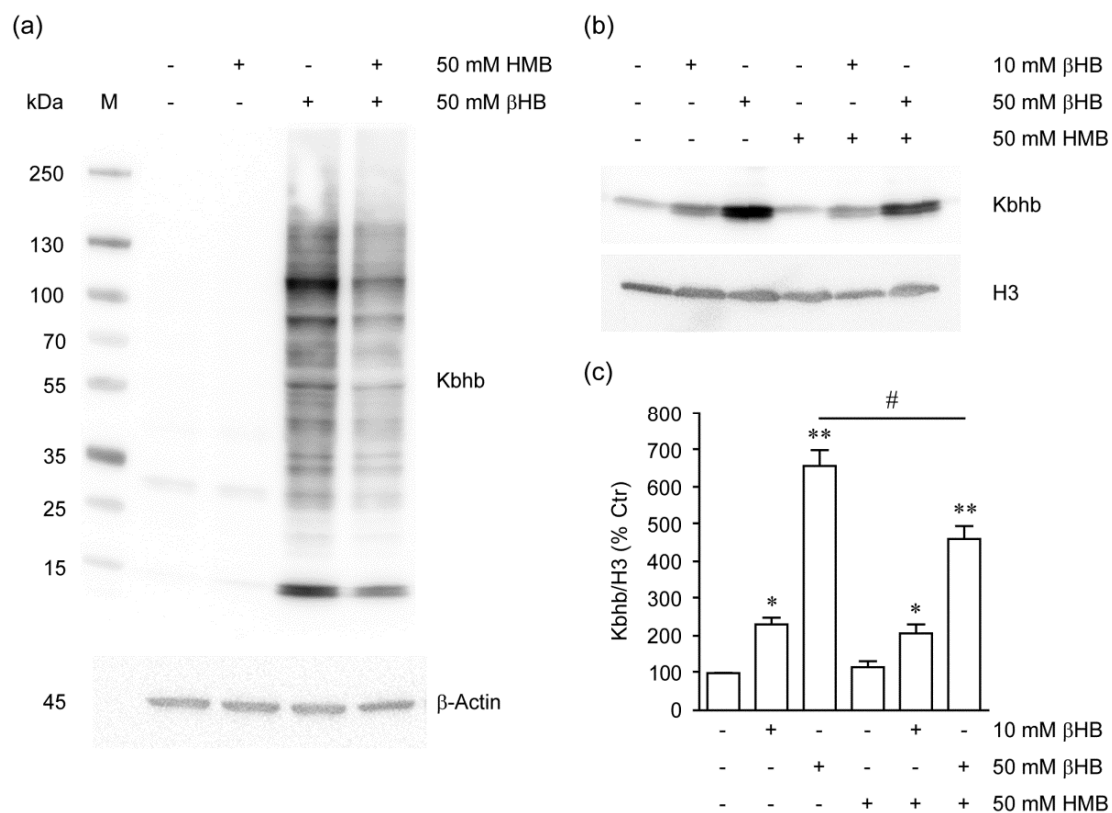 (a)
- + - + 50 mM HMB
kDa M - - + + 50 mM βHB
250
130
100
70
55 Kbhb
35
25
15
45 β-Actin
(b)
- + - - + - 10 mM βHB
- - + - - + 50 mM βHB
- - - + + + 50 mM HMB
Kbhb
H3
(c)
Kbhb/H3 (% Ctr)
800
700
600
500
400
300
200
100
0
* ** * ** #
- + - - + - 10 mM βHB
- - + - - + 50 mM βHB
- - - + + + 50 mM HMB